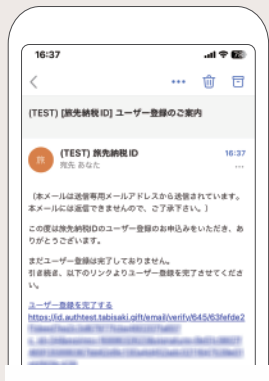 16:37
(TEST) [旅先納税ID] ユーザー登録のご案内
旅
(TEST) 旅先納税ID
16:37
宛先 あなた
(本メールは送信専用メールアドレスから送信されています。
本メールには返信できませんので、ご了承下さい。)
この度は旅先納税IDのユーザー登録のお申込みをいただき、あ
りがとうございます。
まだユーザー登録は完了しておりません。
引き続き、以下のリンクよりユーザー登録を完了させてくださ
い。
ユーザー登録を完了する
https://id.authtest.tabisaki.gift/email/verify/645/63fefde2